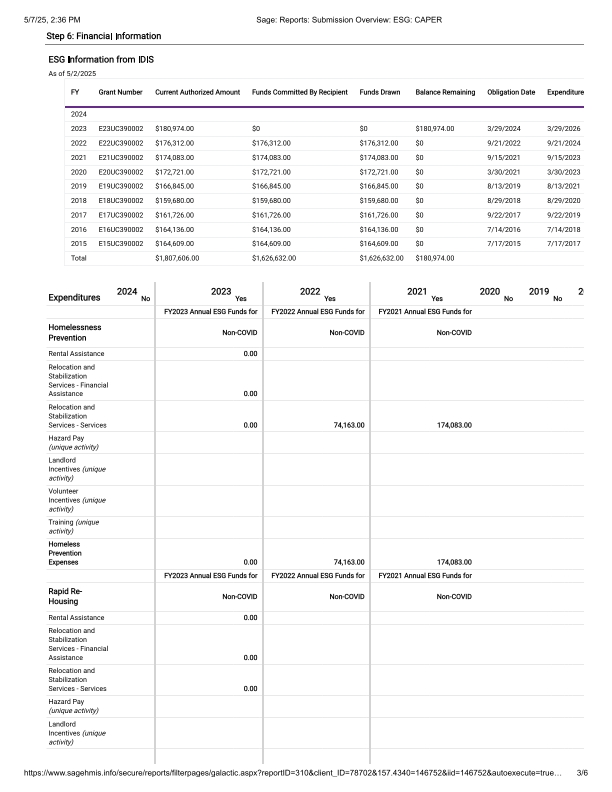 5/7/25, 2:36 PM Sage: Reports: Submission Overview: ESG: CAPER
Step 6: Financial Information
ESG Information from IDIS
As of 5/2/2025
FY Grant Number Current Authorized Amount Funds Committed By Recipient Funds Drawn Balance Remaining Obligation Date Expenditure
2024
2023 E23UC390002 $180,974.00 $0 $0 $180,974.00 3/29/2024 3/29/2026
2022 E22UC390002 $176,312.00 $176,312.00 $176,312.00 $0 9/21/2022 9/21/2024
2021 E21UC390002 $174,083.00 $174,083.00 $174,083.00 $0 9/15/2021 9/15/2023
2020 E20UC390002 $172,721.00 $172,721.00 $172,721.00 $0 3/30/2021 3/30/2023
2019 E19UC390002 $166,845.00 $166,845.00 $166,845.00 $0 8/13/2019 8/13/2021
2018 E18UC390002 $159,680.00 $159,680.00 $159,680.00 $0 8/29/2018 8/29/2020
2017 E17UC390002 $161,726.00 $161,726.00 $161,726.00 $0 9/22/2017 9/22/2019
2016 E16UC390002 $164,136.00 $164,136.00 $164,136.00 $0 7/14/2016 7/14/2018
2015 E15UC390002 $164,609.00 $164,609.00 $164,609.00 $0 7/17/2015 7/17/2017
Total $1,807,606.00 $1,626,632.00 $1,626,632.00 $180,974.00
Expenditures 2024 No 2023 Yes 2022 Yes 2021 Yes 2020 No 2019 No 2
FY2023 Annual ESG Funds for FY2022 Annual ESG Funds for FY2021 Annual ESG Funds for
Homelessness
Prevention Non-COVID Non-COVID Non-COVID
Rental Assistance 0.00
Relocation and
Stabilization
Services - Financial
Assistance 0.00
Relocation and
Stabilization
Services - Services 0.00 74,163.00 174,083.00
Hazard Pay
(unique activity)
Landlord
Incentives (unique
activity)
Volunteer
Incentives (unique
activity)
Training (unique
activity)
Homeless
Prevention
Expenses 0.00 74,163.00 174,083.00
FY2023 Annual ESG Funds for FY2022 Annual ESG Funds for FY2021 Annual ESG Funds for
Rapid Re-
Housing Non-COVID Non-COVID Non-COVID
Rental Assistance 0.00
Relocation and
Stabilization
Services - Financial
Assistance 0.00
Relocation and
Stabilization
Services - Services 0.00
Hazard Pay
(unique activity)
Landlord
Incentives (unique
activity)
https://www.sagehmis.info/secure/reports/filterpages/galactic.aspx?reportID=310&client_ID=78702&157.4340=146752&iid=146752&autoexecute=true… 3/6